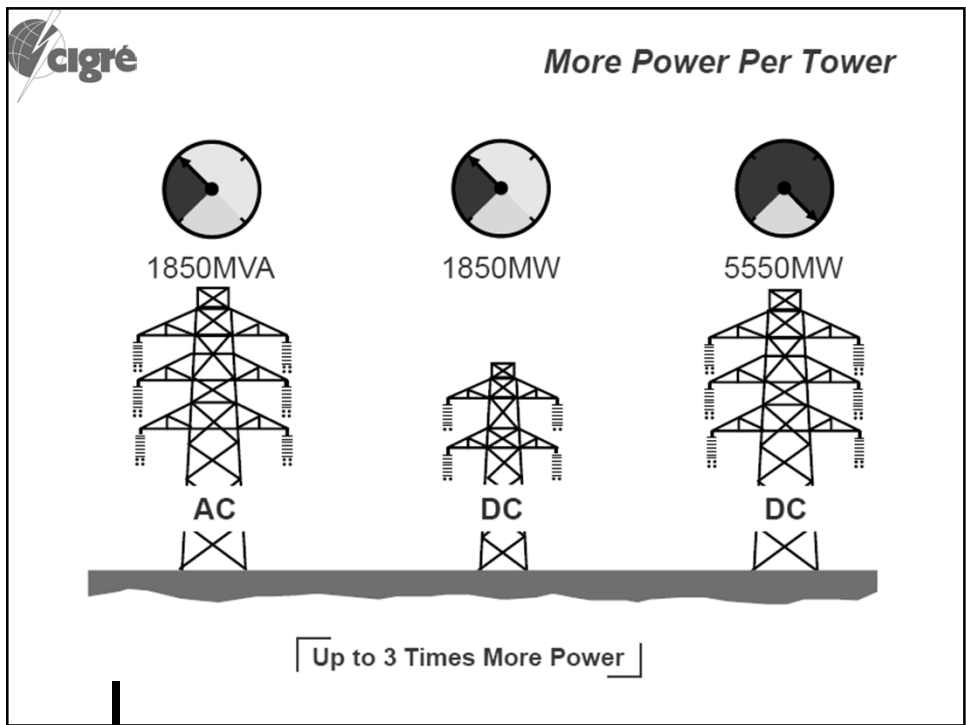 cigré
More Power Per Tower
1850MVA
1850MW
5550MW
AC
DC
DC
Up to 3 Times More Power